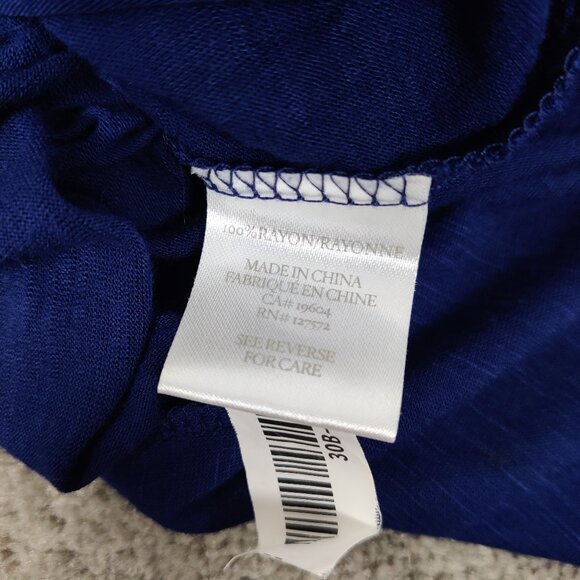 100% RAYON/RAYONNE
MADE IN CHINA
FABRIQUÉ EN CHINE
CA# 19604
RN# 127572
SEE REVERSE
FOR CARE
30B-